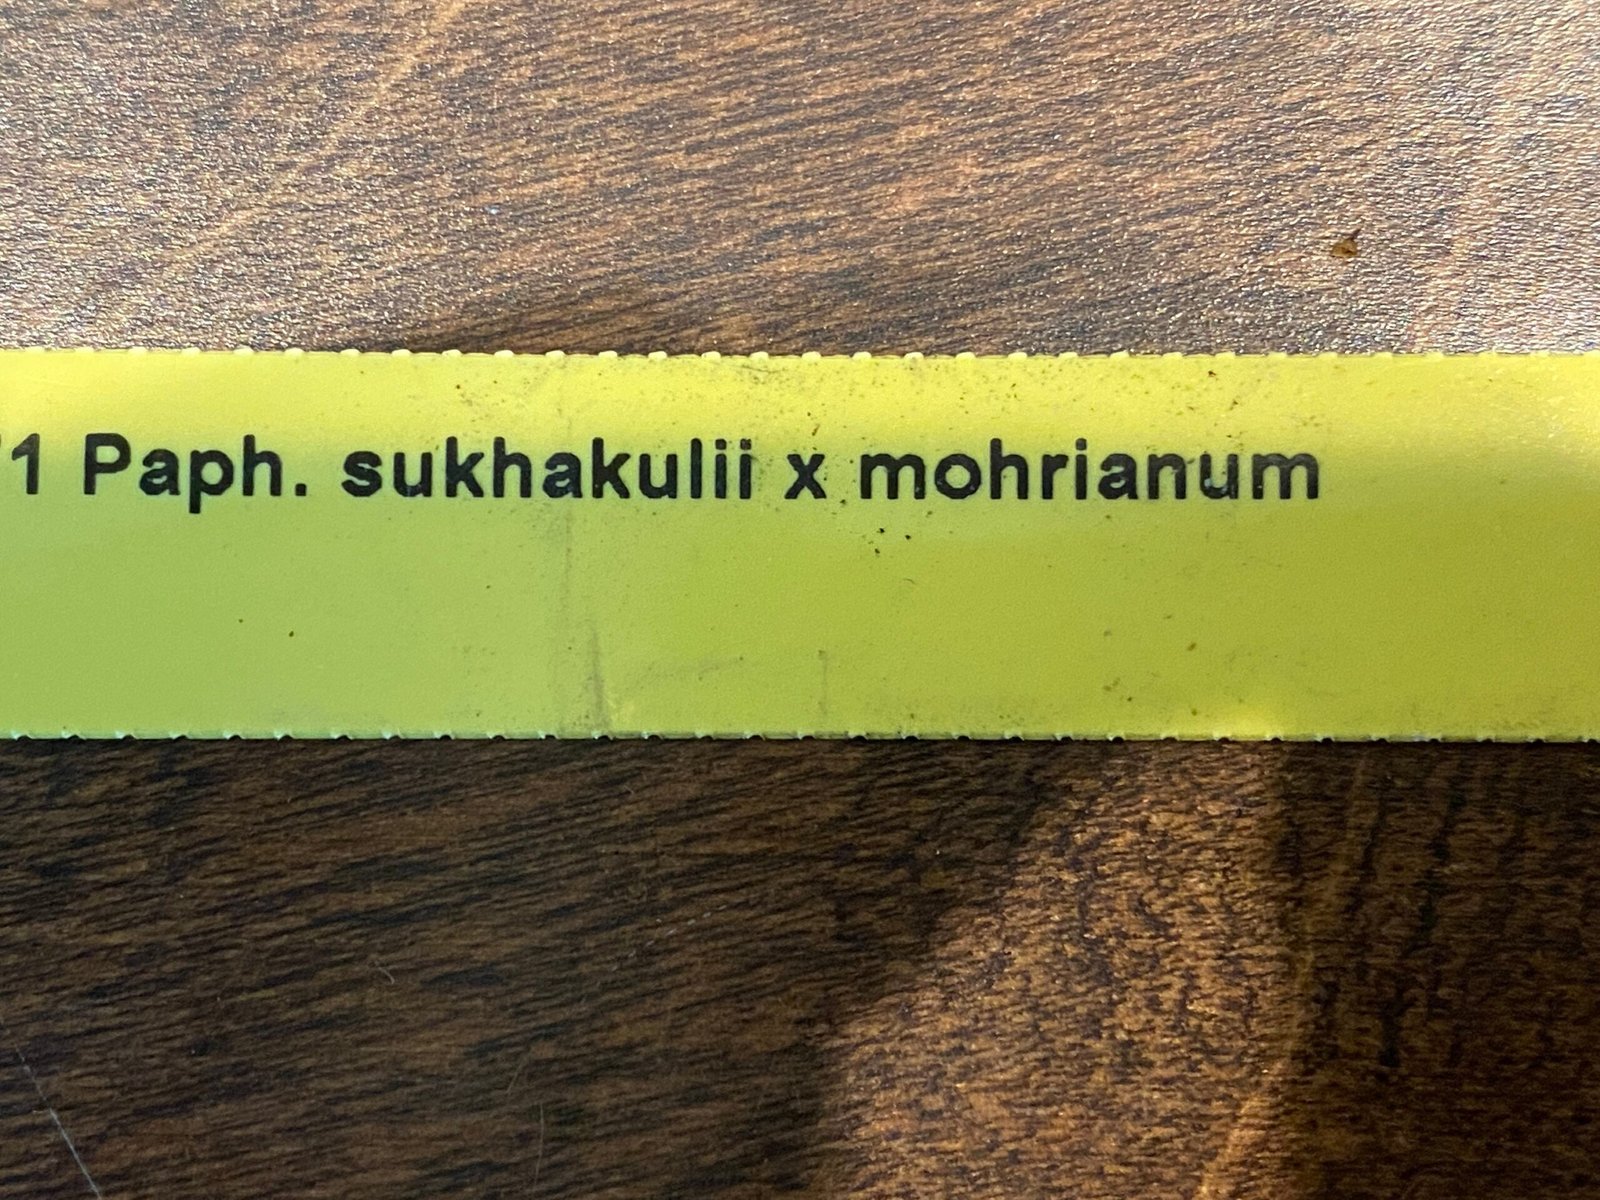 1 Paph. sukhakulii x mohrianum